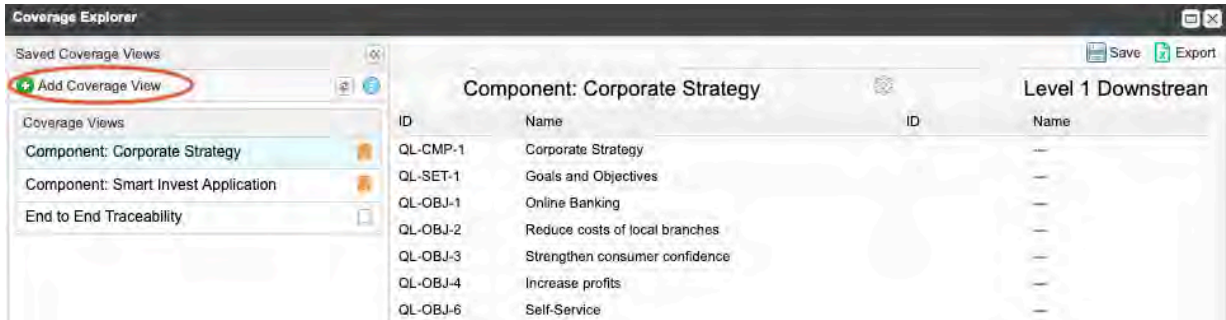 Coverage Explorer
Saved Coverage Views
Add Coverage View
Coverage Views
Component: Corporate Strategy
Component: Smart Invest Application
End to End Traceability
Save Export
Component: Corporate Strategy Level 1 Downstrean
ID Name ID Name
QL-CMP-1 Corporate Strategy —
QL-SET-1 Goals and Objectives —
QL-OBJ-1 Online Banking —
QL-OBJ-2 Reduce costs of local branches —
QL-OBJ-3 Strengthen consumer confidence —
QL-OBJ-4 Increase profits —
QL-OBJ-6 Self-Service —